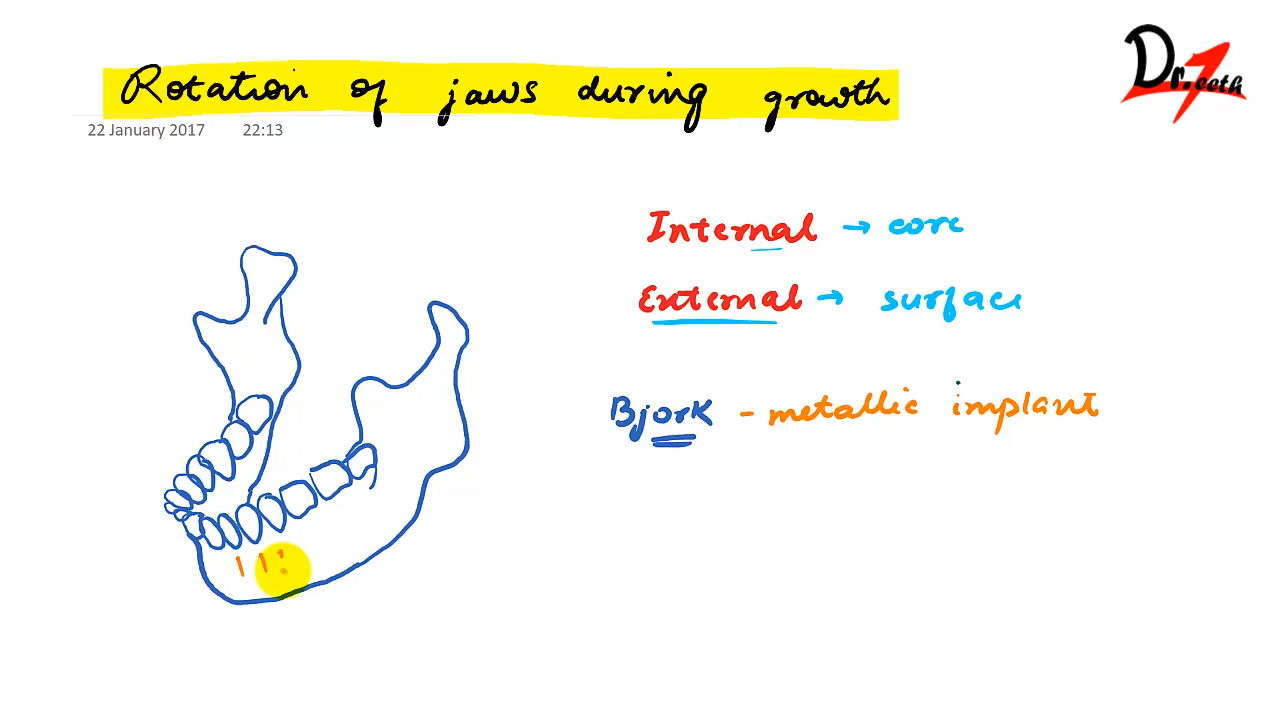 Rotation of jaws during growth
Dr.Teeth
22 January 2017 22:13
Internal → core
External → surface
Bjork - metallic implant